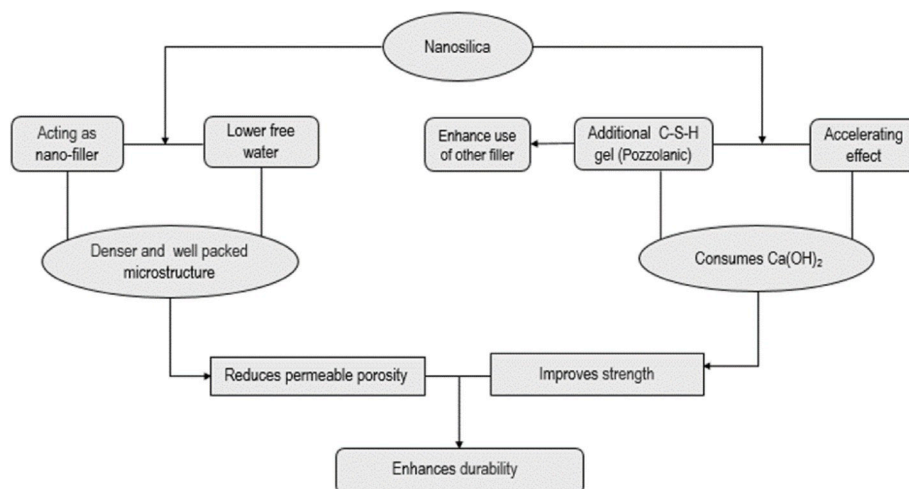 Nanosilica
Acting as
nano-filler
Lower free
water
Enhance use
of other filler
Additional C-S-H
gel (Pozzolanic)
Accelerating
effect
Denser and well packed
microstructure
Consumes Ca(OH)₂
Reduces permeable porosity
Improves strength
Enhances durability